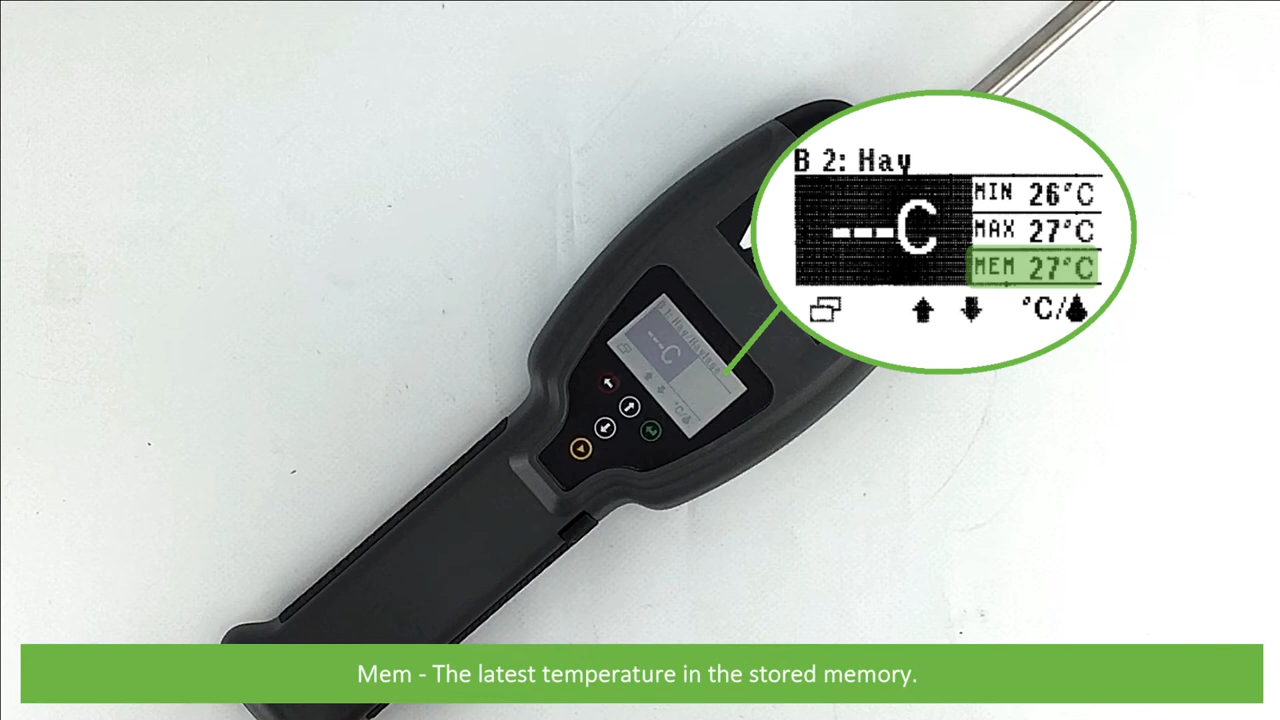 B 2: Hay
---C
MIN 26°C
MAX 27°C
MEM 27°C
°C/
---C
°C/
Mem - The latest temperature in the stored memory.